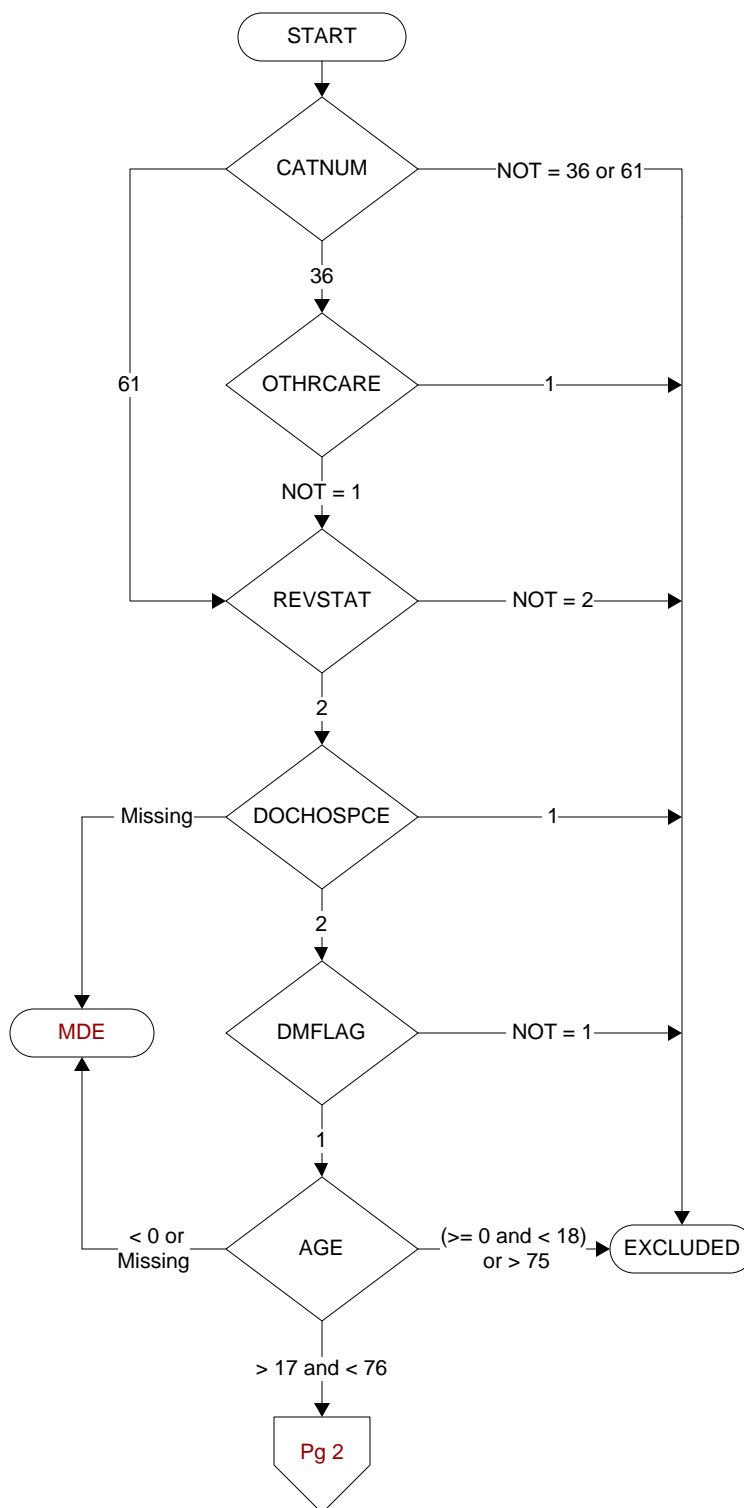 START
CATNUM
NOT = 36 or 61
36
61
OTHRCARE
1
NOT = 1
REVSTAT
NOT = 2
2
Missing
DOCHOSPCE
1
2
MDE
DMFLAG
NOT = 1
1
< 0 or
Missing
AGE
(>= 0 and < 18)
or > 75
EXCLUDED
> 17 and < 76
Pg 2